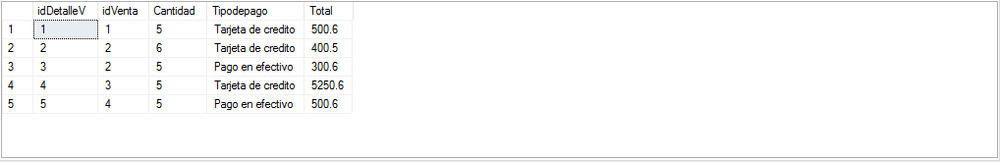 idDetalleV idVenta Cantidad Tipodepago Total
1 1 1 5 Tarjeta de credito 500.6
2 2 2 6 Tarjeta de credito 400.5
3 3 2 5 Pago en efectivo 300.6
4 4 3 5 Tarjeta de credito 5250.6
5 5 4 5 Pago en efectivo 500.6